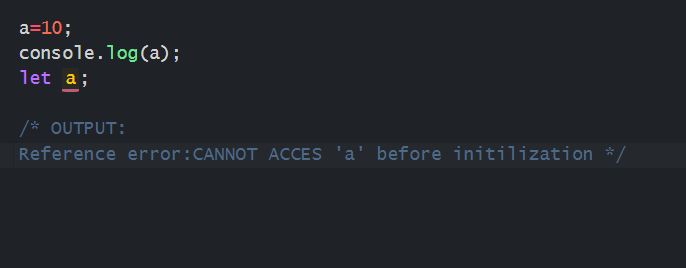 a=10;
console.log(a);
let a;
/* OUTPUT:
Reference error:CANNOT ACCES 'a' before initilization */